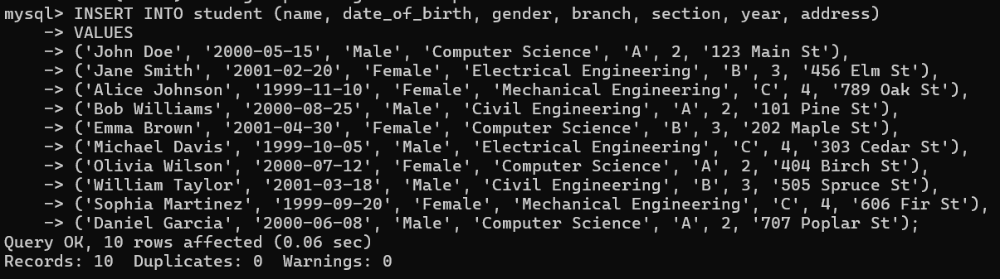 mysql> INSERT INTO student (name, date_of_birth, gender, branch, section, year, address)
    -> VALUES
    -> ('John Doe', '2000-05-15', 'Male', 'Computer Science', 'A', 2, '123 Main St'),
    -> ('Jane Smith', '2001-02-20', 'Female', 'Electrical Engineering', 'B', 3, '456 Elm St'),
    -> ('Alice Johnson', '1999-11-10', 'Female', 'Mechanical Engineering', 'C', 4, '789 Oak St'),
    -> ('Bob Williams', '2000-08-25', 'Male', 'Civil Engineering', 'A', 2, '101 Pine St'),
    -> ('Emma Brown', '2001-04-30', 'Female', 'Computer Science', 'B', 3, '202 Maple St'),
    -> ('Michael Davis', '1999-10-05', 'Male', 'Electrical Engineering', 'C', 4, '303 Cedar St'),
    -> ('Olivia Wilson', '2000-07-12', 'Female', 'Computer Science', 'A', 2, '404 Birch St'),
    -> ('William Taylor', '2001-03-18', 'Male', 'Civil Engineering', 'B', 3, '505 Spruce St'),
    -> ('Sophia Martinez', '1999-09-20', 'Female', 'Mechanical Engineering', 'C', 4, '606 Fir St'),
    -> ('Daniel Garcia', '2000-06-08', 'Male', 'Computer Science', 'A', 2, '707 Poplar St');
Query OK, 10 rows affected (0.06 sec)
Records: 10  Duplicates: 0  Warnings: 0